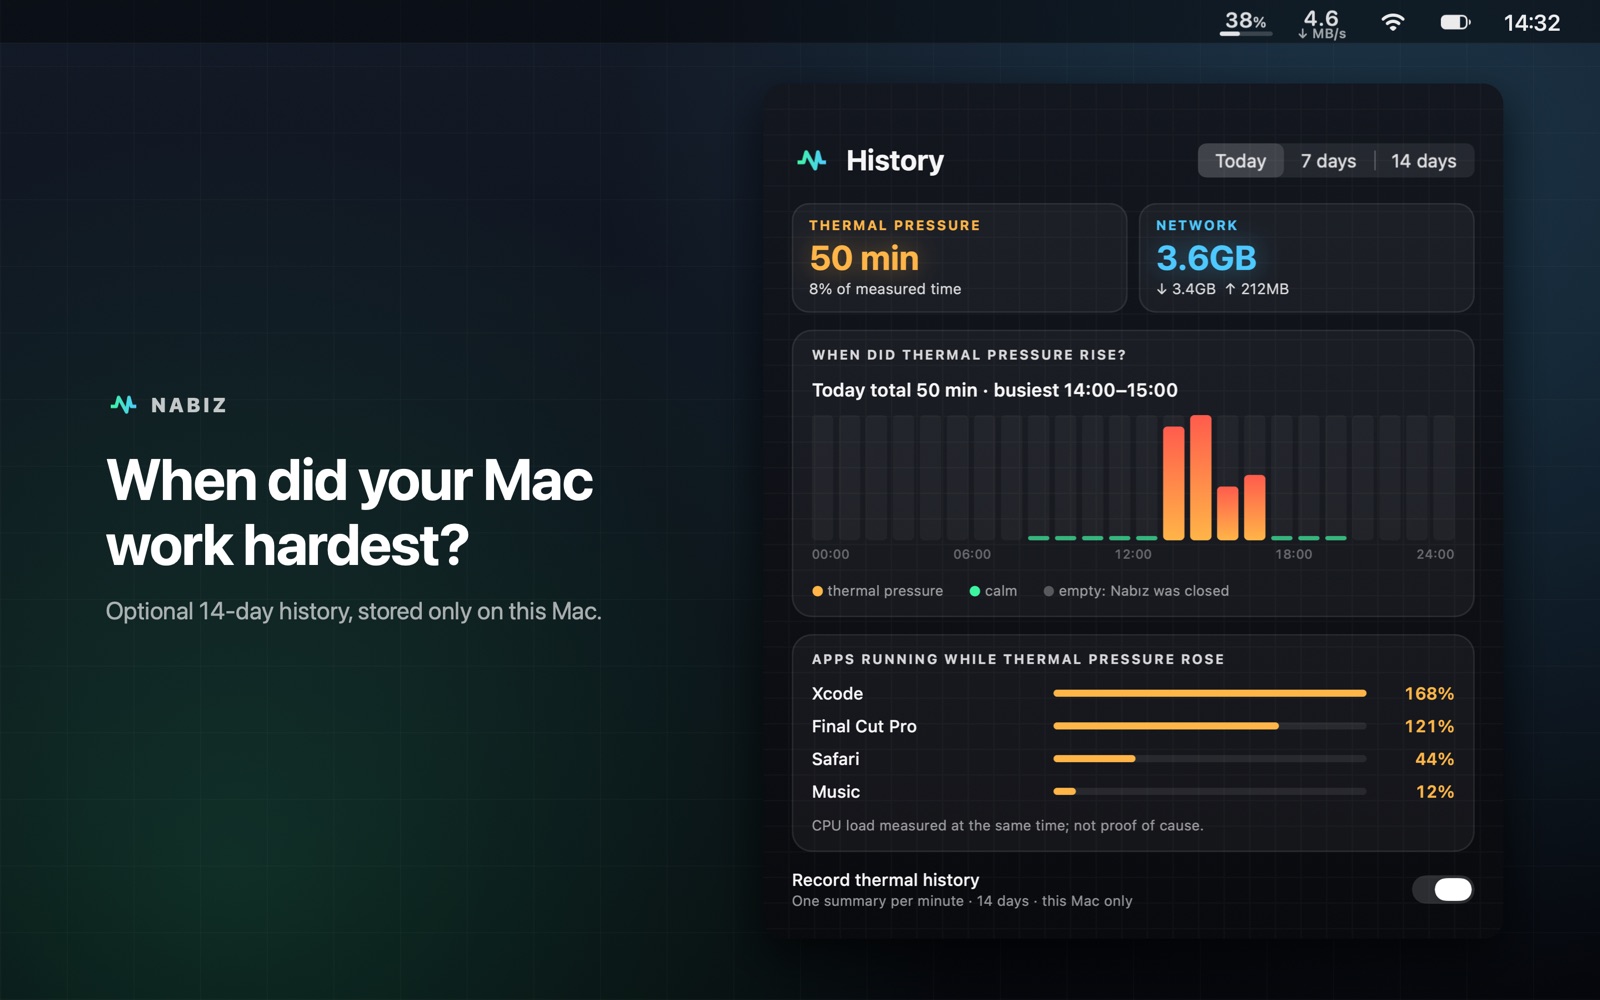 38%
4.6
↓ MB/s
14:32
NABIZ
When did your Mac
work hardest?
Optional 14-day history, stored only on this Mac.
History
Today
7 days
14 days
THERMAL PRESSURE
50 min
8% of measured time
NETWORK
3.6GB
↓ 3.4GB ↑ 212MB
WHEN DID THERMAL PRESSURE RISE?
Today total 50 min · busiest 14:00–15:00
00:00 06:00 12:00 18:00 24:00
thermal pressure
calm
empty: Nabız was closed
APPS RUNNING WHILE THERMAL PRESSURE ROSE
Xcode 168%
Final Cut Pro 121%
Safari 44%
Music 12%
CPU load measured at the same time; not proof of cause.
Record thermal history
One summary per minute · 14 days · this Mac only